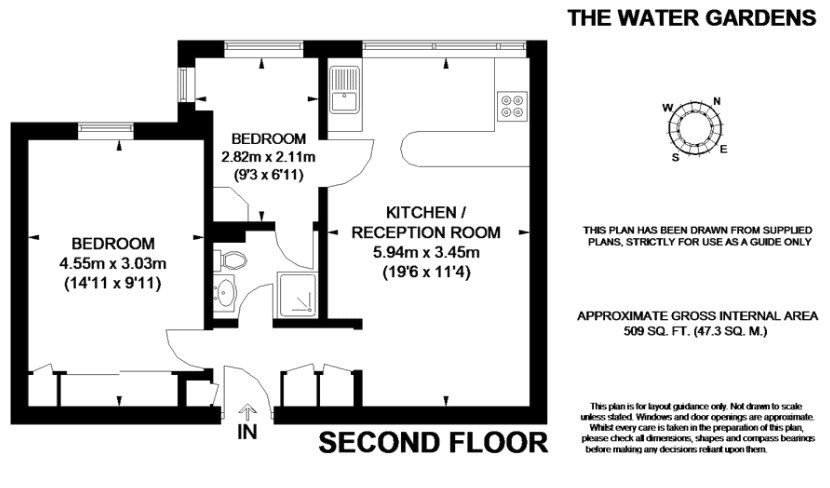 THE WATER GARDENS
W
N
S
E
BEDROOM
2.82m x 2.11m
(9'3 x 6'11)
BEDROOM
4.55m x 3.03m
(14'11 x 9'11)
KITCHEN /
RECEPTION ROOM
5.94m x 3.45m
(19'6 x 11'4)
IN
SECOND FLOOR
THIS PLAN HAS BEEN DRAWN FROM SUPPLIED
PLANS, STRICTLY FOR USE AS A GUIDE ONLY
APPROXIMATE GROSS INTERNAL AREA
509 SQ. FT. (47.3 SQ. M.)
This plan is for layout guidance only. Not drawn to scale
unless stated. Windows and door openings are approximate.
Whilst every care is taken in the preparation of this plan,
please check all dimensions, shapes and compass bearings
before making any decisions reliant upon them.